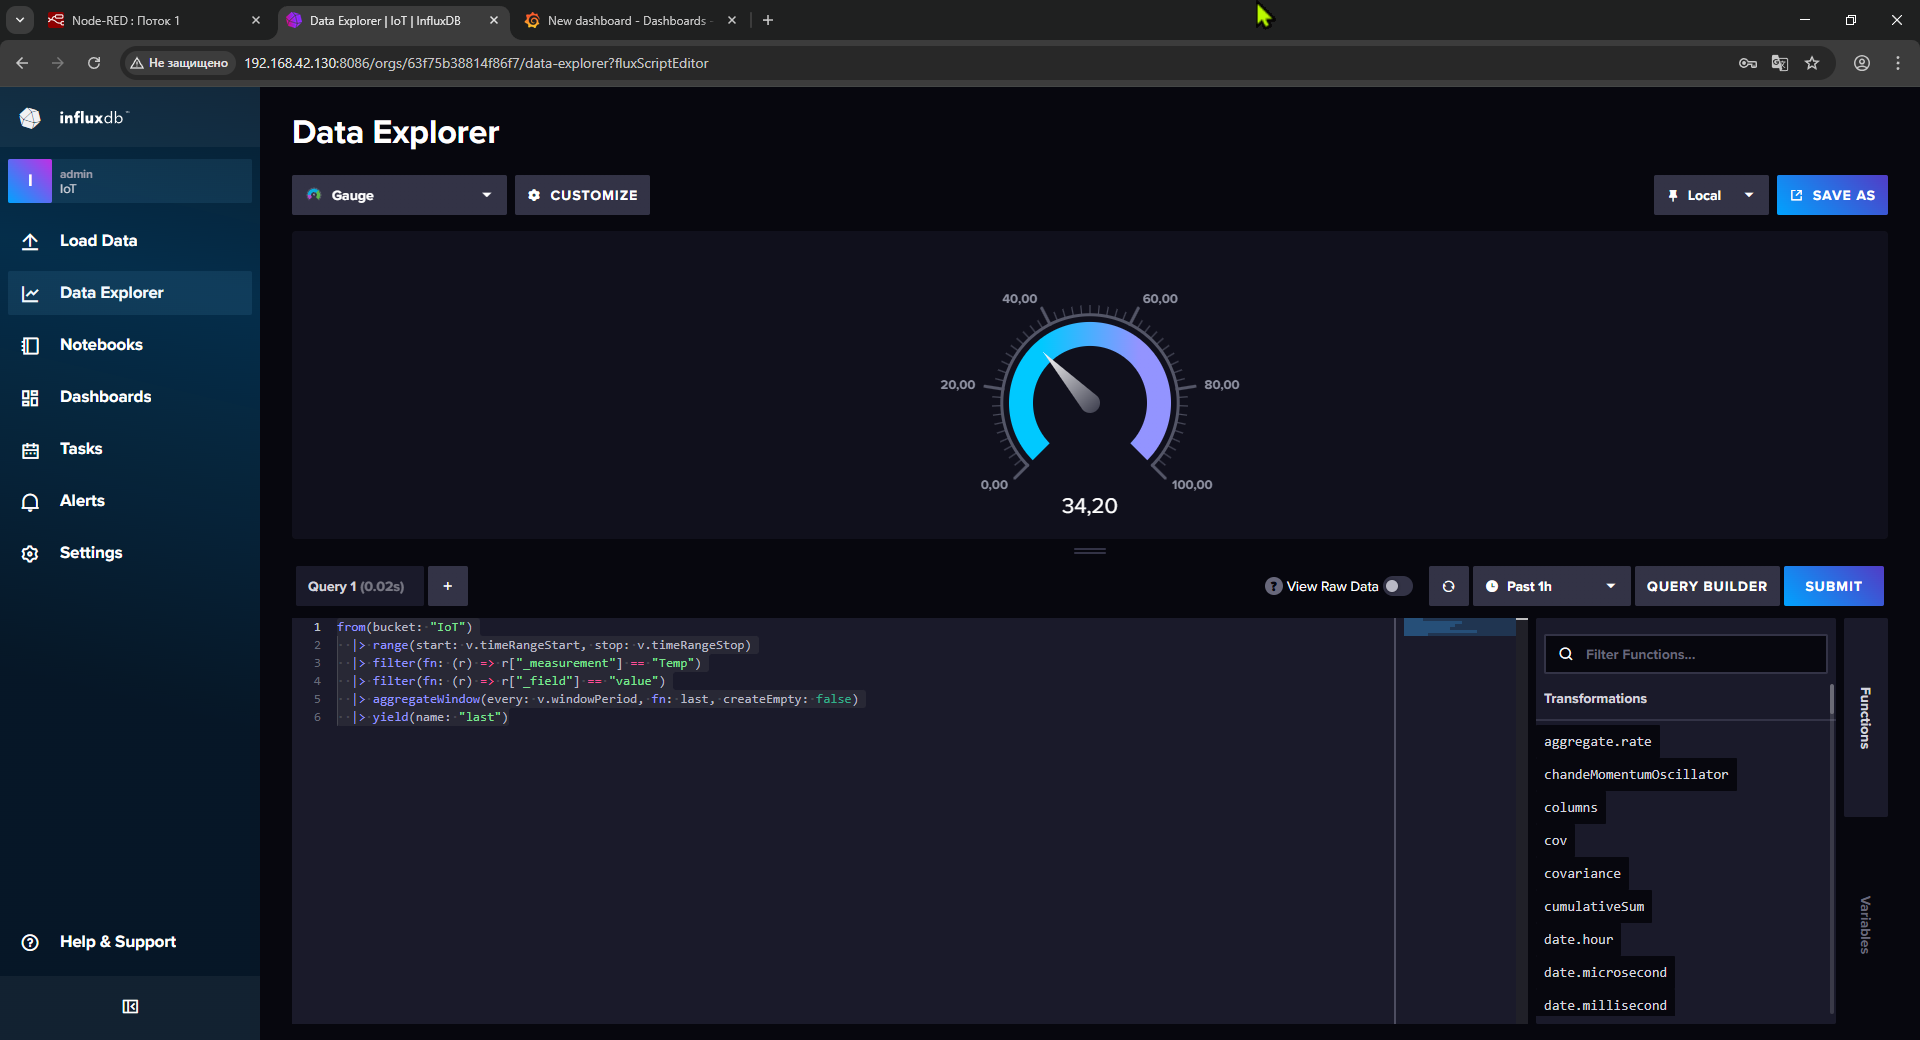 Node-RED : Поток 1
Data Explorer | IoT | InfluxDB
New dashboard - Dashboards -
Не защищено
192.168.42.130:8086/orgs/63f75b38814f86f7/data-explorer?fluxScriptEditor
influxdb™
I
admin
IoT
Load Data
Data Explorer
Notebooks
Dashboards
Tasks
Alerts
Settings
Help & Support
Data Explorer
Gauge
CUSTOMIZE
Local
SAVE AS
40,00
60,00
20,00
80,00
0,00
100,00
34,20
Query 1 (0.02s)
+
? View Raw Data
Past 1h
QUERY BUILDER
SUBMIT
1 from(bucket: "IoT")
2 |> range(start: v.timeRangeStart, stop: v.timeRangeStop)
3 |> filter(fn: (r) => r["_measurement"] == "Temp")
4 |> filter(fn: (r) => r["_field"] == "value")
5 |> aggregateWindow(every: v.windowPeriod, fn: last, createEmpty: false)
6 |> yield(name: "last")
Filter Functions...
Transformations
aggregate.rate
chandeMomentumOscillator
columns
cov
covariance
cumulativeSum
date.hour
date.microsecond
date.millisecond
Functions
Variables